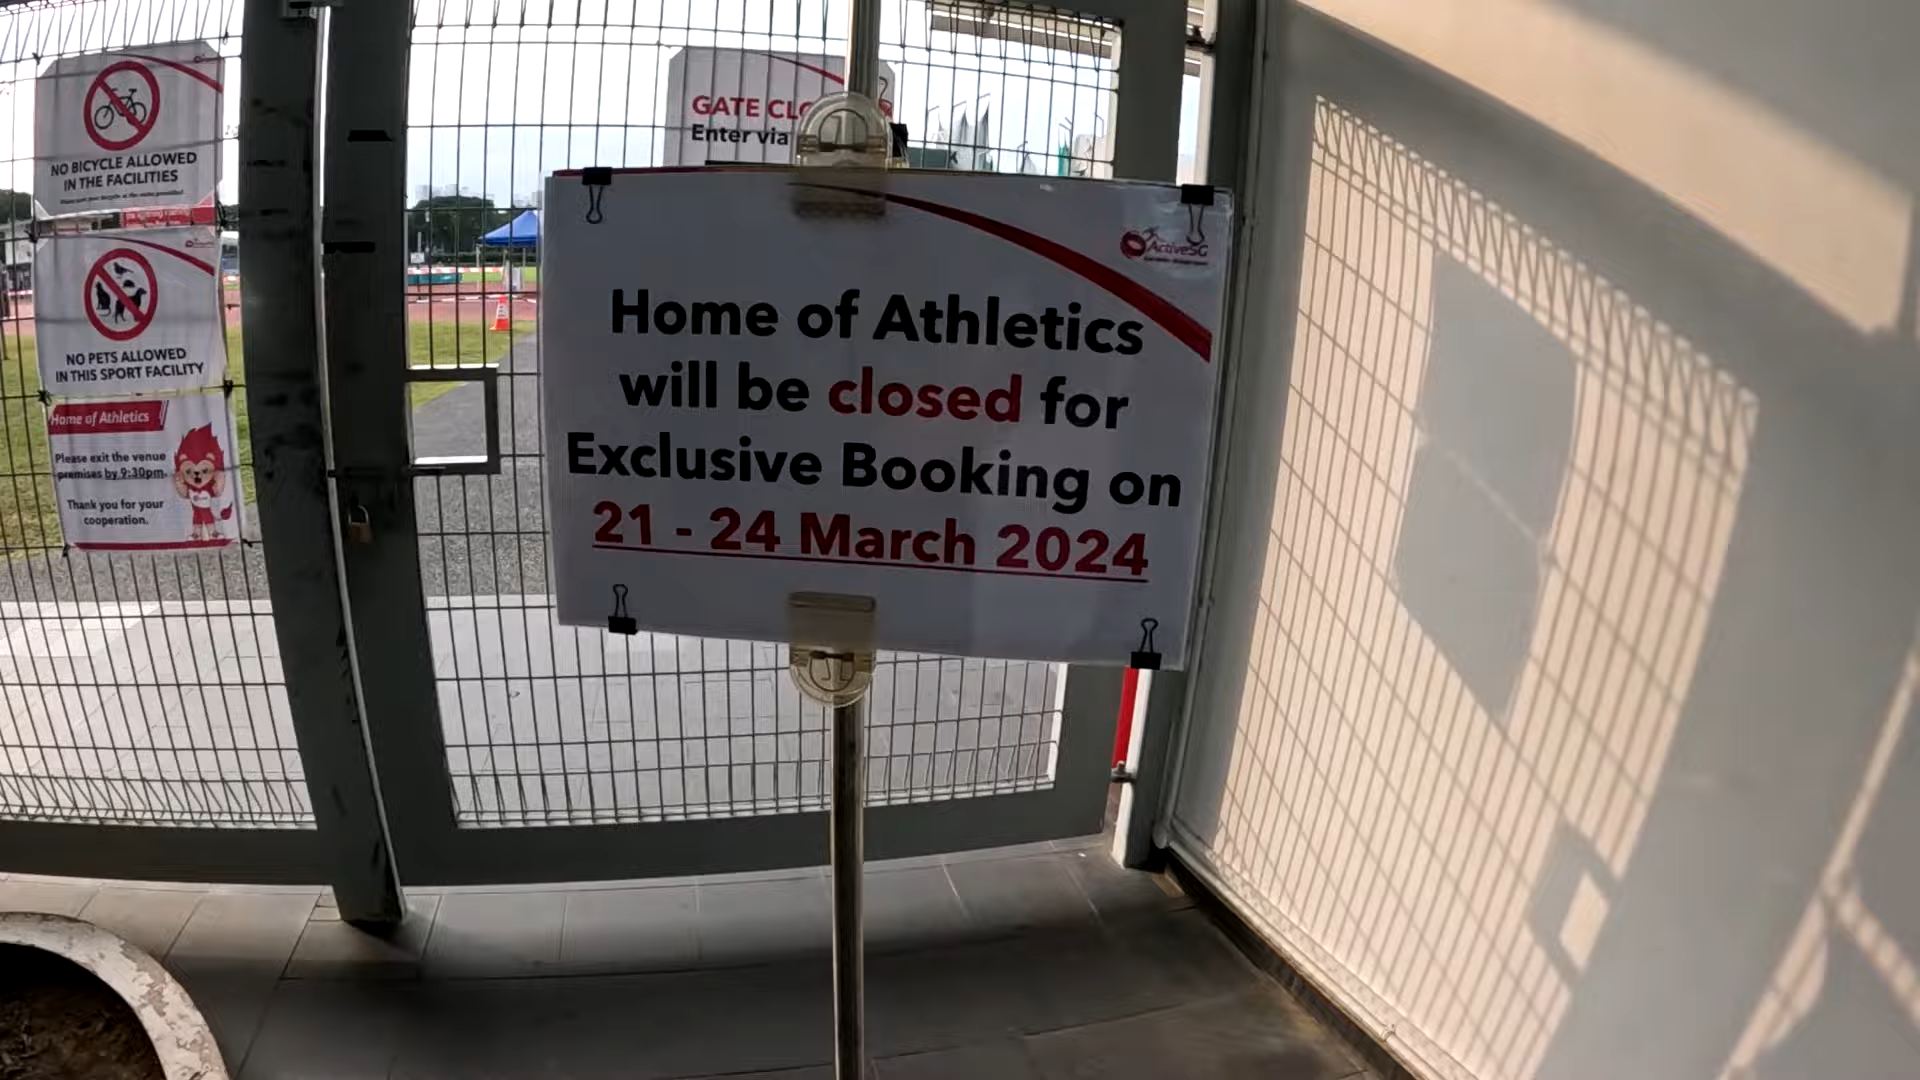 NO BICYCLE ALLOWED
IN THE FACILITIES
NO PETS ALLOWED
IN THIS SPORT FACILITY
Home of Athletics
Please exit the venue
premises by 9:30pm.
Thank you for your
cooperation.
GATE
Enter via
ActiveSG
Home of Athletics
will be closed for
Exclusive Booking on
21 - 24 March 2024